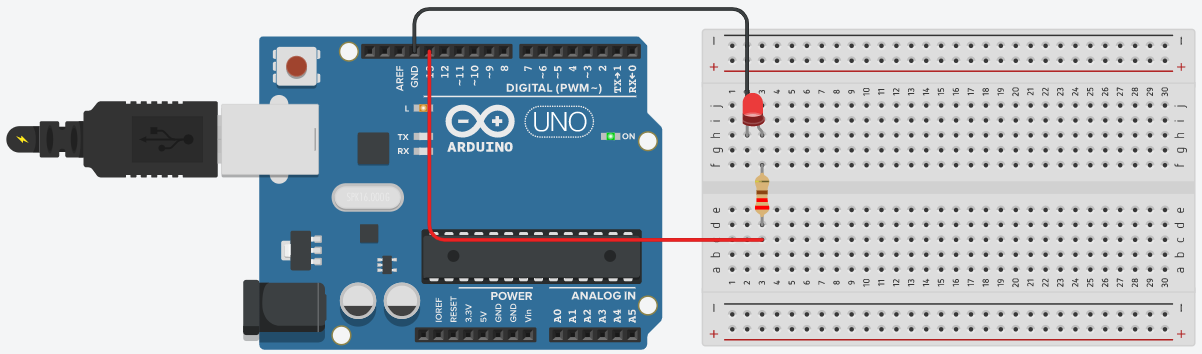 AREF
GND
13
12
~11
~10
~9
8
7
~6
~5
4
~3
2
TX→1
RX←0
DIGITAL (PWM~)
L
TX
RX
ARDUINO
UNO
ON
POWER
ANALOG IN
IOREF
RESET
3.3V
5V
GND
GND
Vin
A0
A1
A2
A3
A4
A5
− −
+ +
1 2 3 4 5 6 7 8 9 10 11 12 13 14 15 16 17 18 19 20 21 22 23 24 25 26 27 28 29 30
j j
i i
h h
g g
f f
e e
d d
c c
b b
a a
1 2 3 4 5 6 7 8 9 10 11 12 13 14 15 16 17 18 19 20 21 22 23 24 25 26 27 28 29 30
− −
+ +